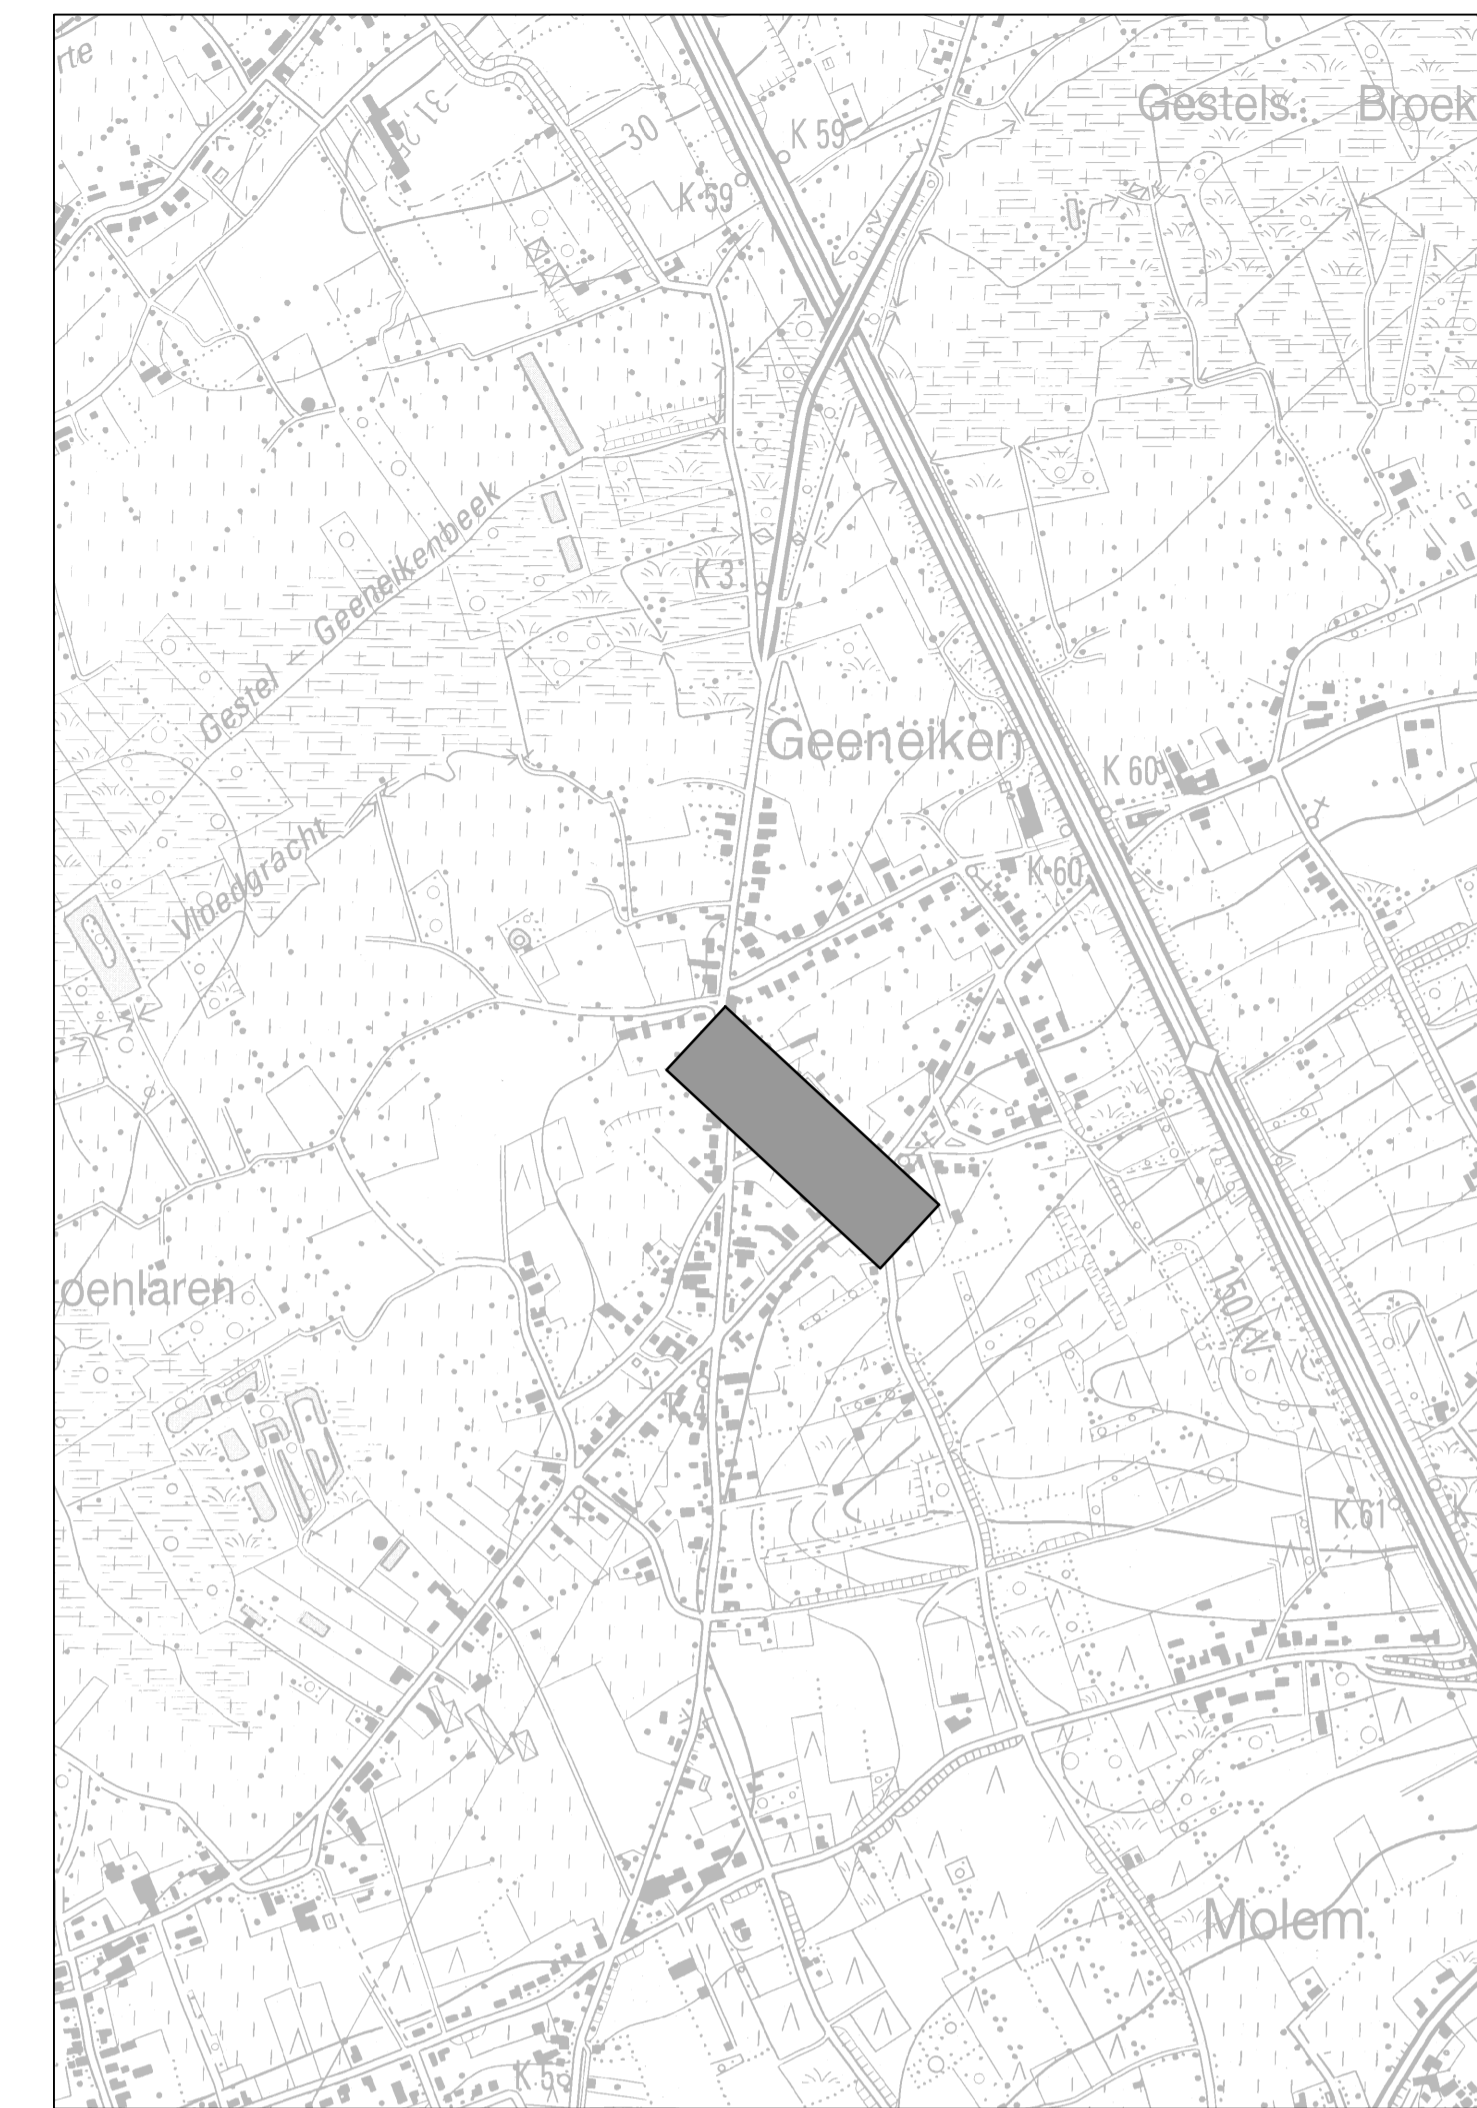 rte
Gestels Broek
31,25
30
K 59
K 59
Gestel - Geeneikenbeek
K 3
Geeneiken
K 60
Vloedgracht
K 60
oenlaren
150 kV
K 4
K 61
K
Molem
K 5